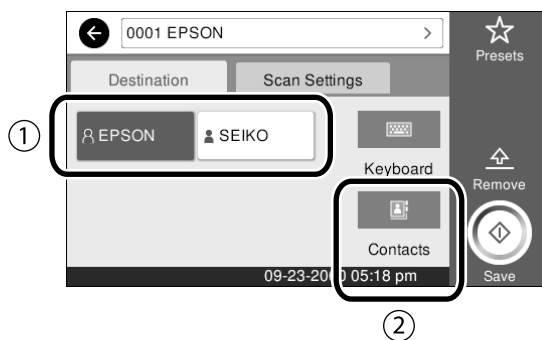 0001 EPSON >
Presets
Destination
Scan Settings
1
EPSON
SEIKO
Keyboard
Remove
Contacts
09-23-20 0 05:18 pm
Save
2